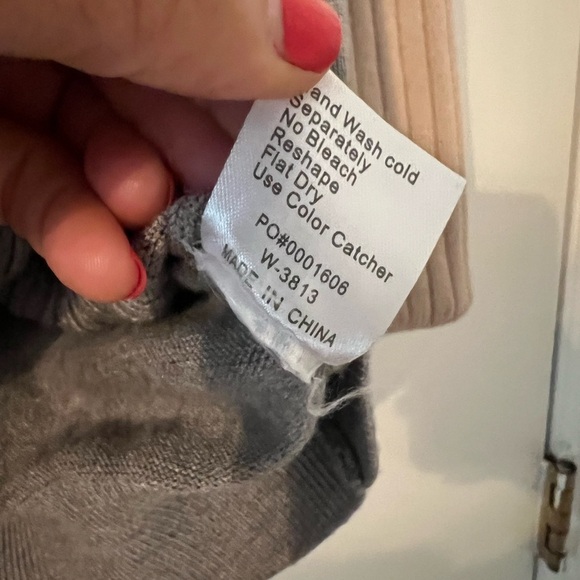 and Wash cold
Separately
No Bleach
Reshape
Flat Dry
Use Color Catcher
PO#0001606
W-3813
MADE IN CHINA